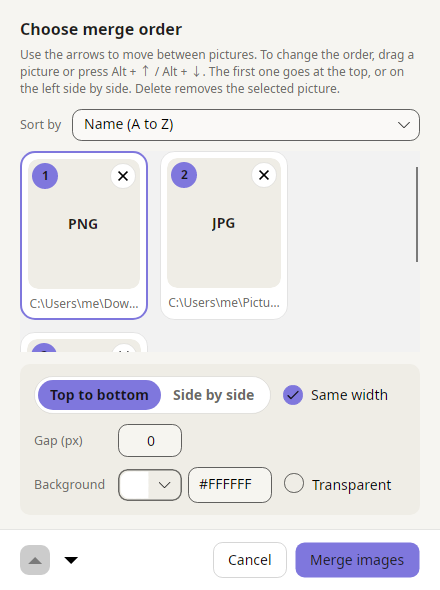 Choose merge order
Use the arrows to move between pictures. To change the order, drag a
picture or press Alt + ↑ / Alt + ↓. The first one goes at the top, or on
the left side by side. Delete removes the selected picture.
Sort by
Name (A to Z)
1
PNG
C:\Users\me\Dow...
2
JPG
C:\Users\me\Pictu...
Top to bottom
Side by side
Same width
Gap (px)
0
Background
#FFFFFF
Transparent
Cancel
Merge images